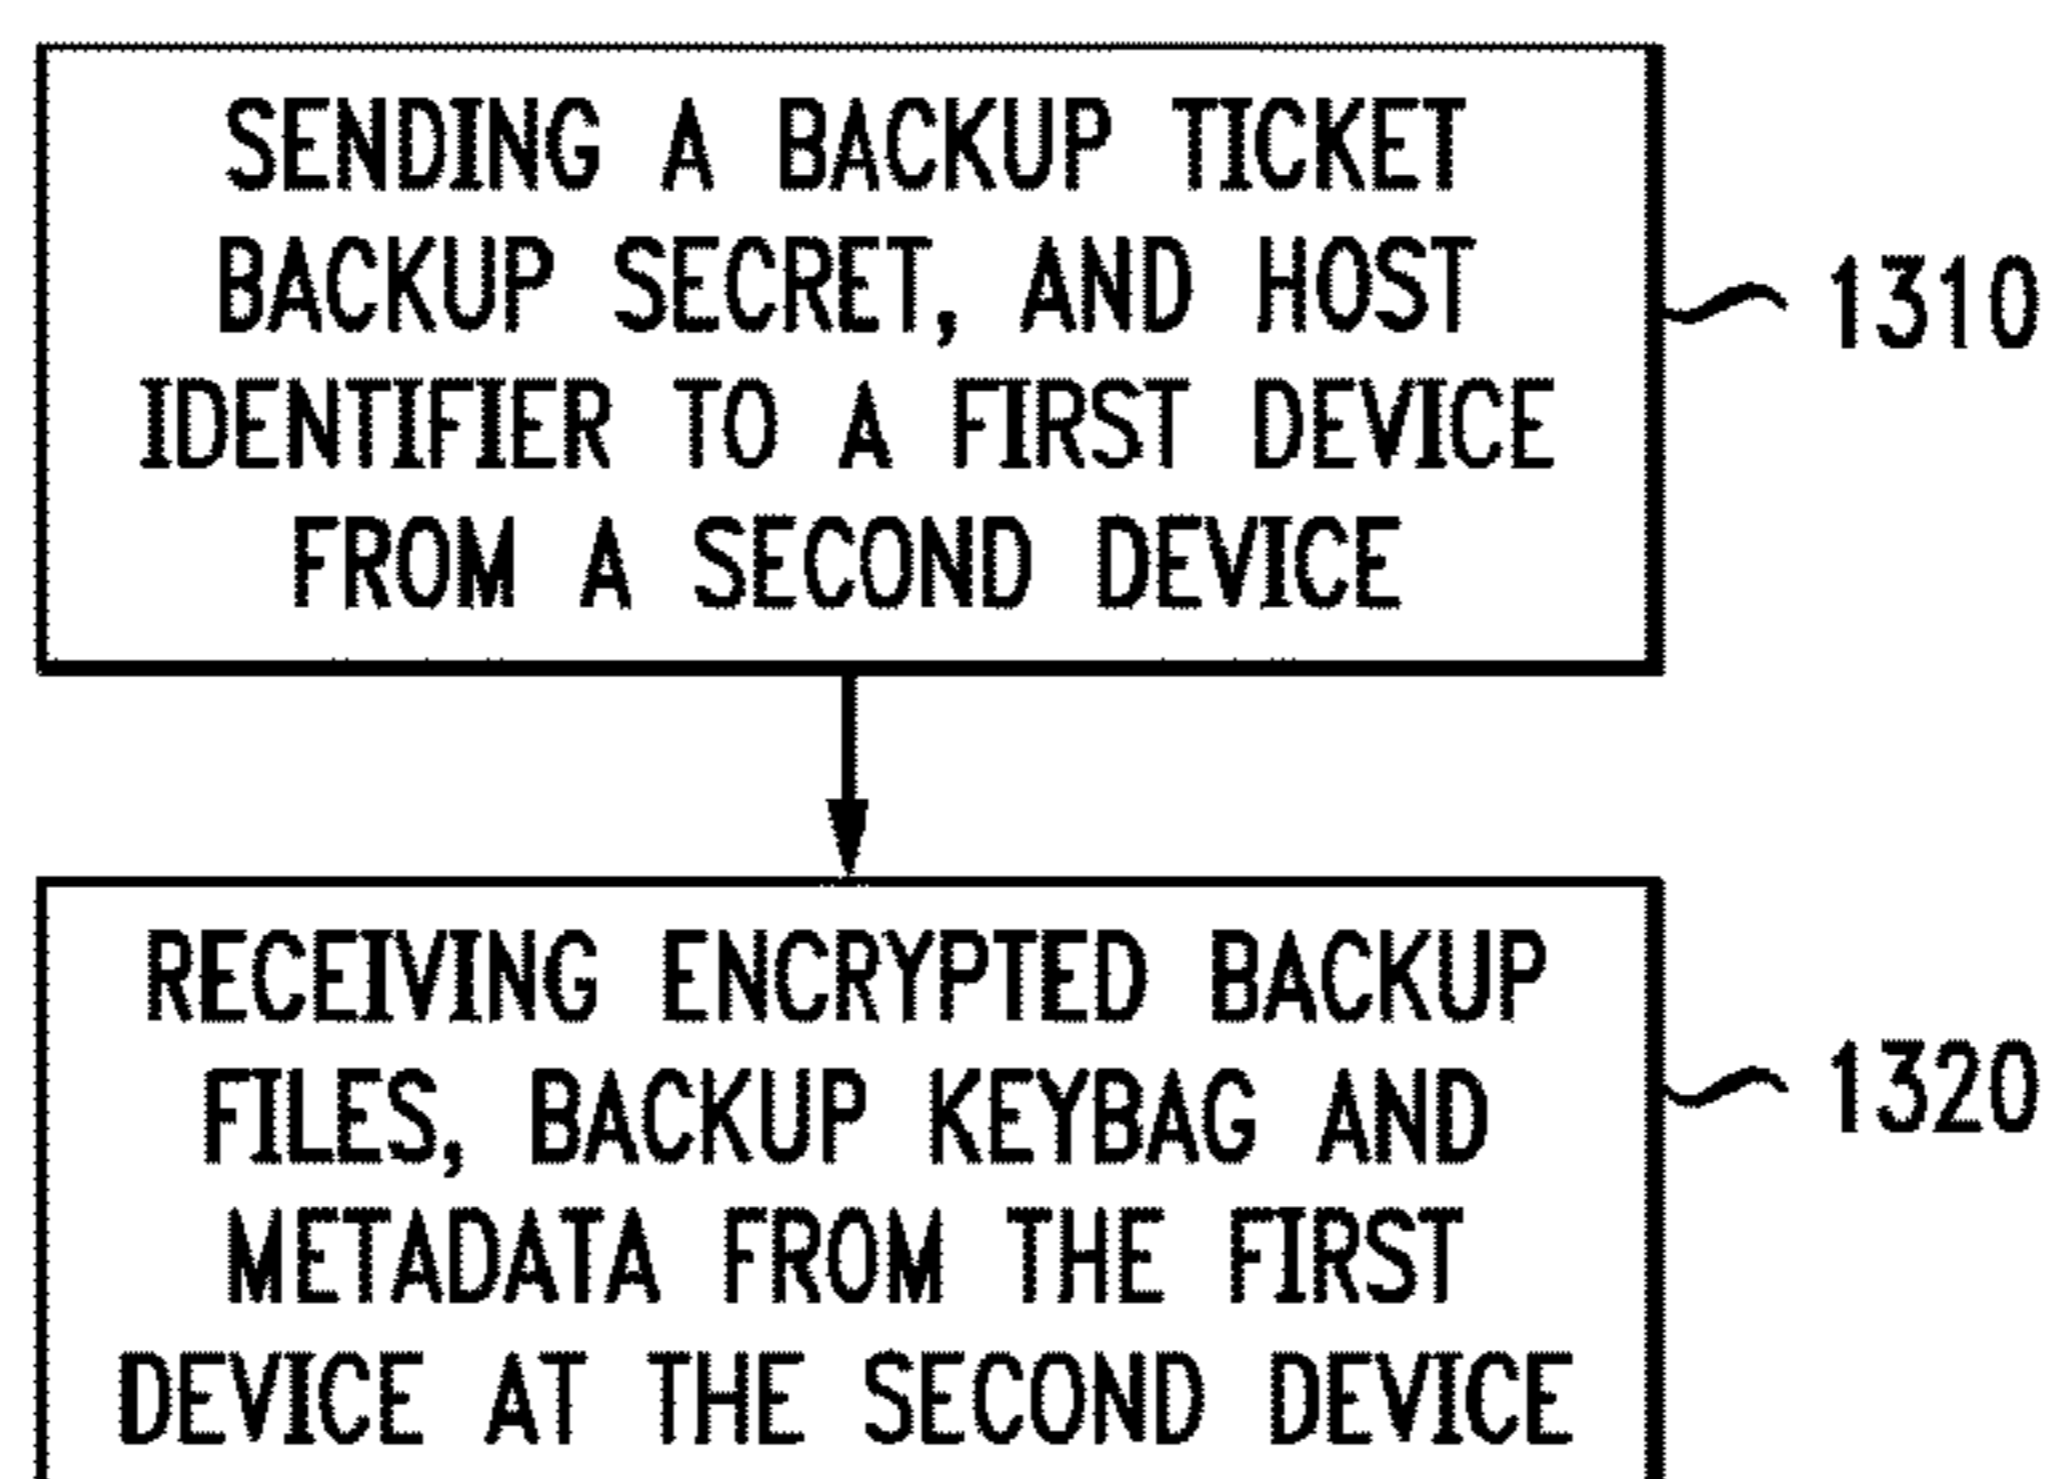 SENDING A BACKUP TICKET
BACKUP SECRET, AND HOST
IDENTIFIER TO A FIRST DEVICE
FROM A SECOND DEVICE
1310
RECEIVING ENCRYPTED BACKUP
FILES, BACKUP KEYBAG AND
METADATA FROM THE FIRST
DEVICE AT THE SECOND DEVICE
1320